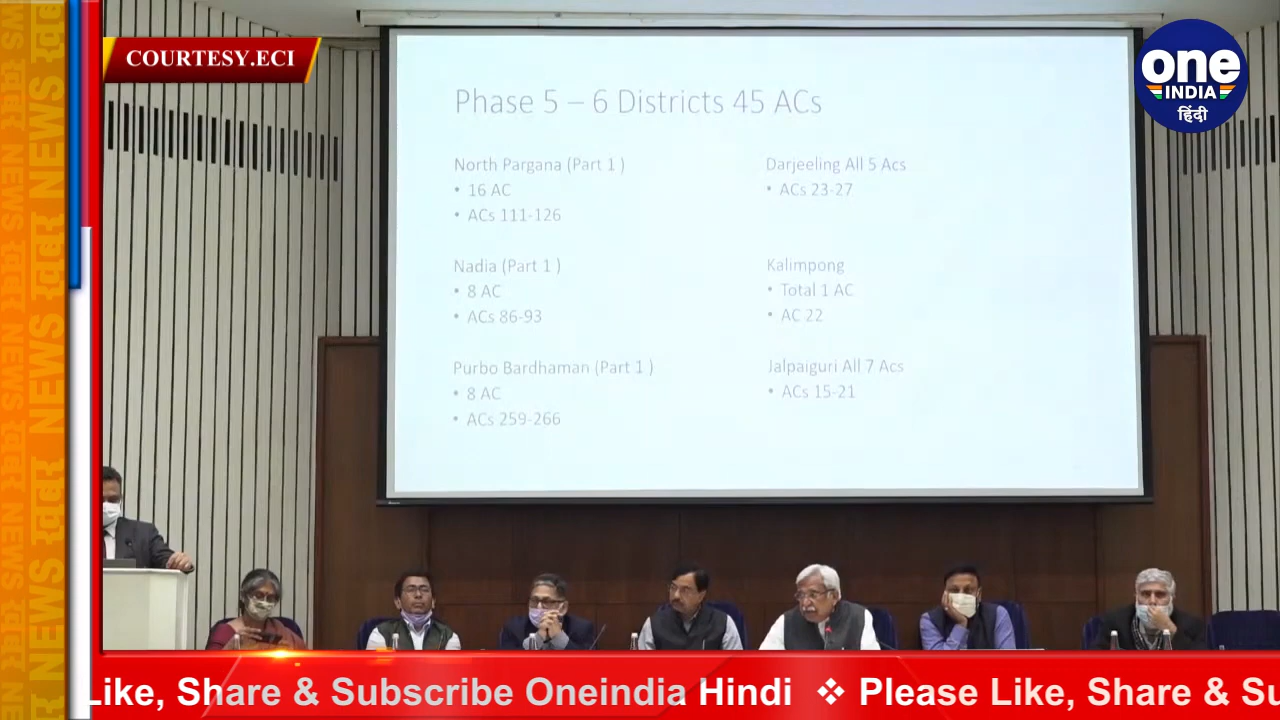 COURTESY.ECI
one
INDIA
हिंदी
Phase 5 – 6 Districts 45 ACs
North Pargana (Part 1 )
• 16 AC
• ACs 111-126
Nadia (Part 1 )
• 8 AC
• ACs 86-93
Purbo Bardhaman (Part 1 )
• 8 AC
• ACs 259-266
Darjeeling All 5 Acs
• ACs 23-27
Kalimpong
• Total 1 AC
• AC 22
Jalpaiguri All 7 Acs
• ACs 15-21
NEWS खबर NEWS
Like, Share & Subscribe Oneindia Hindi ❖ Please Like, Share & Su